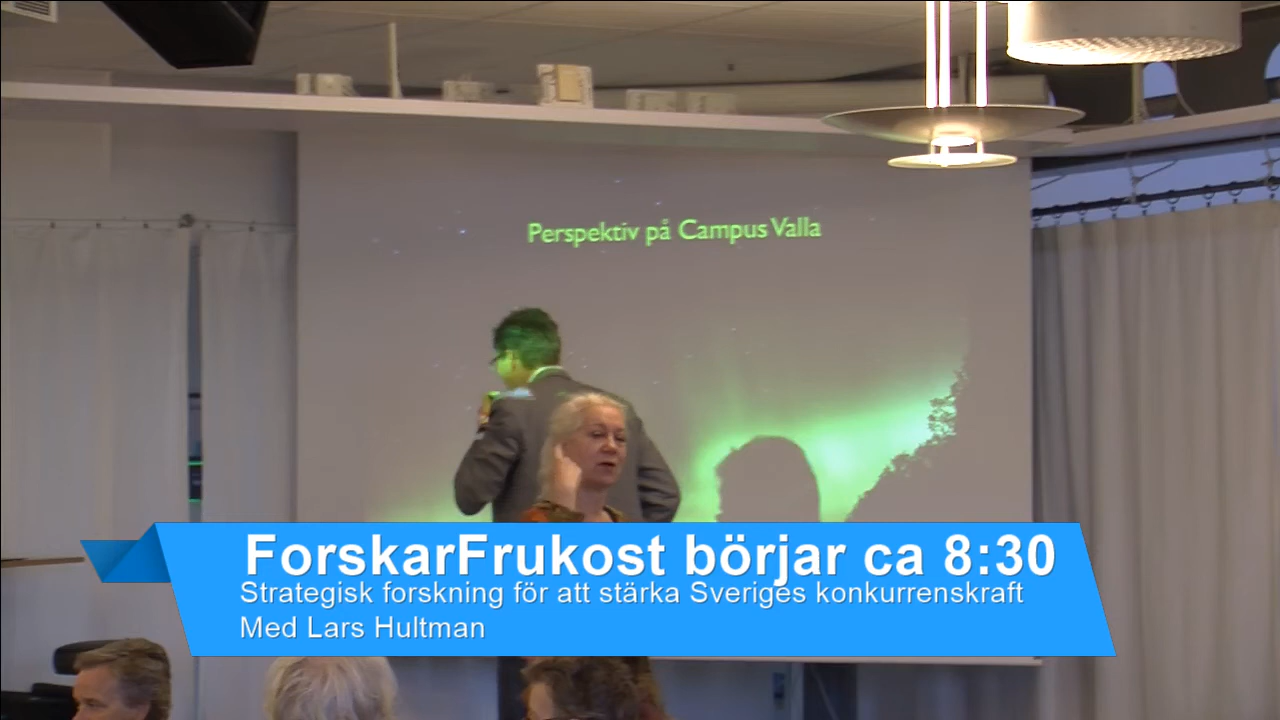 Perspektiv på Campus Valla
ForskarFrukost börjar ca 8:30
Strategisk forskning för att stärka Sveriges konkurrenskraft
Med Lars Hultman